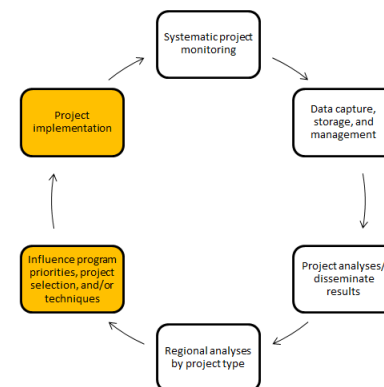 Systematic project
monitoring
Data capture,
storage, and
management
Project analyses/
disseminate
results
Regional analyses
by project type
Influence program
priorities, project
selection, and/or
techniques
Project
implementation